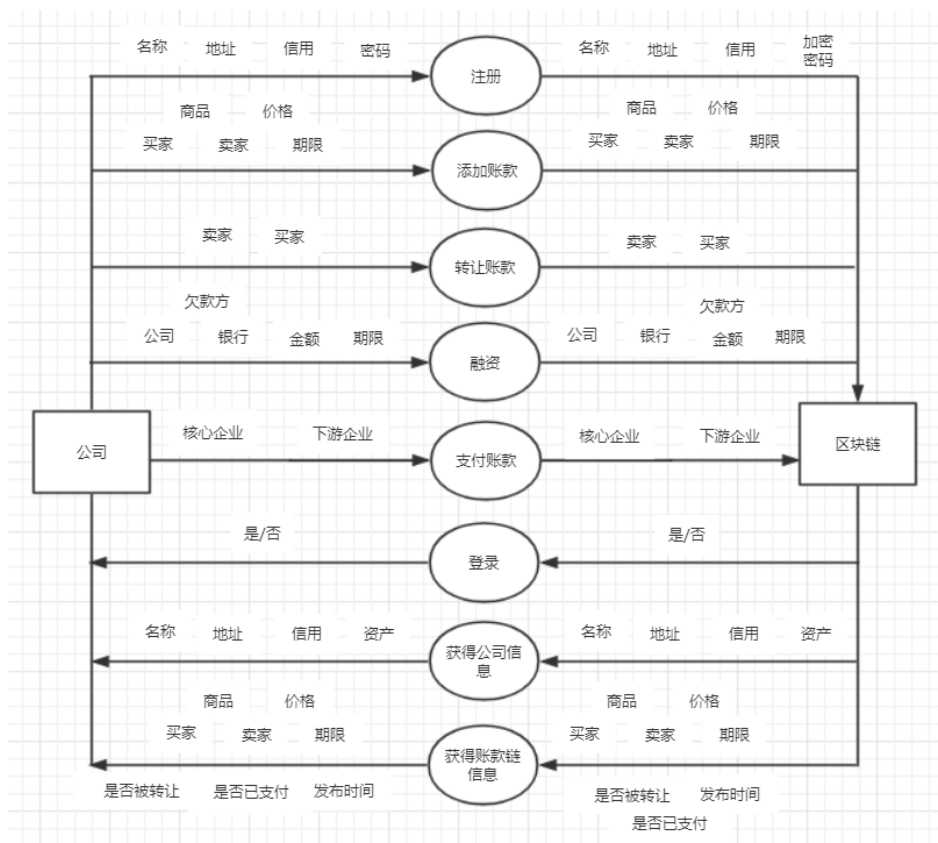 名称 地址 信用 密码
注册
名称 地址 信用 加密
密码
商品 价格
买家 卖家 期限
添加账款
商品 价格
买家 卖家 期限
卖家 买家
转让账款
卖家 买家
欠款方
公司 银行 金额 期限
融资
欠款方
公司 银行 金额 期限
公司
核心企业 下游企业
支付账款
核心企业 下游企业
区块链
是/否
登录
是/否
名称 地址 信用 资产
获得公司信
息
名称 地址 信用 资产
商品 价格
买家 卖家 期限
是否被转让 是否已支付 发布时间
获得账款链
信息
商品 价格
买家 卖家 期限
是否被转让 发布时间
是否已支付